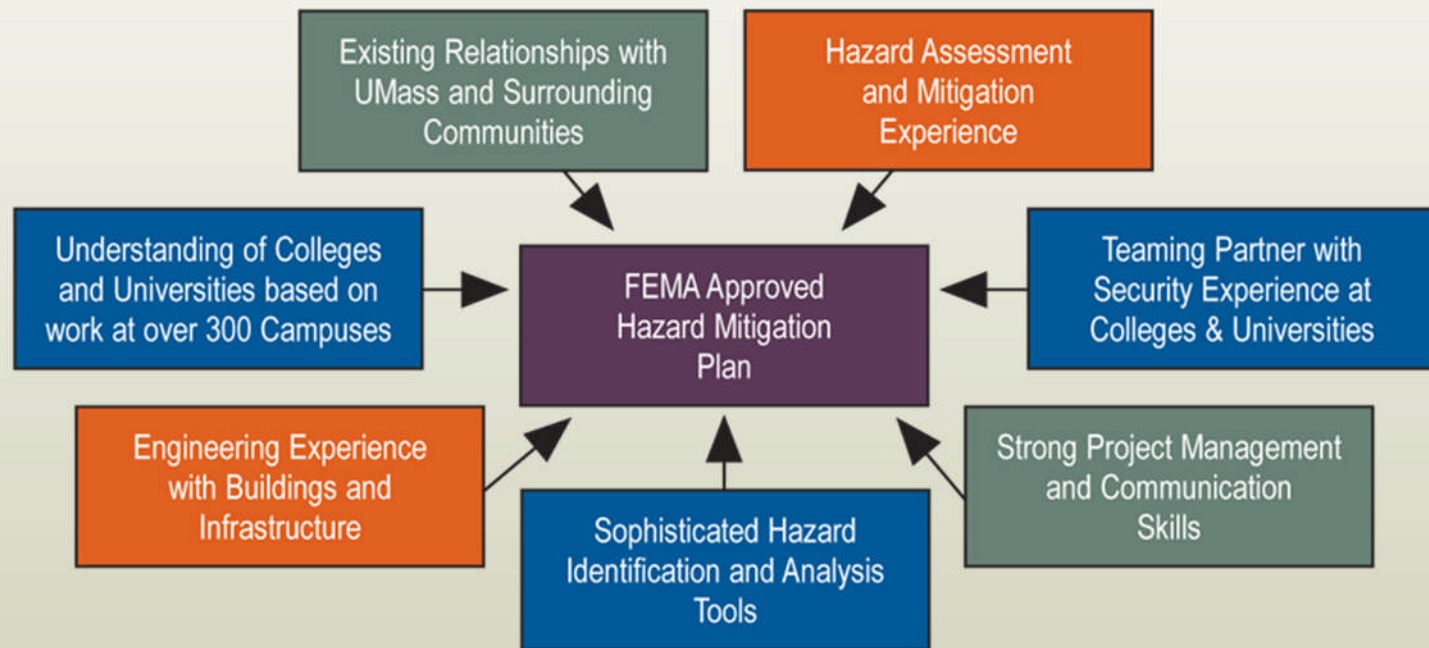 Existing Relationships with
UMass and Surrounding
Communities
Hazard Assessment
and Mitigation
Experience
Understanding of Colleges
and Universities based on
work at over 300 Campuses
FEMA Approved
Hazard Mitigation
Plan
Teaming Partner with
Security Experience at
Colleges & Universities
Engineering Experience
with Buildings and
Infrastructure
Sophisticated Hazard
Identification and Analysis
Tools
Strong Project Management
and Communication
Skills